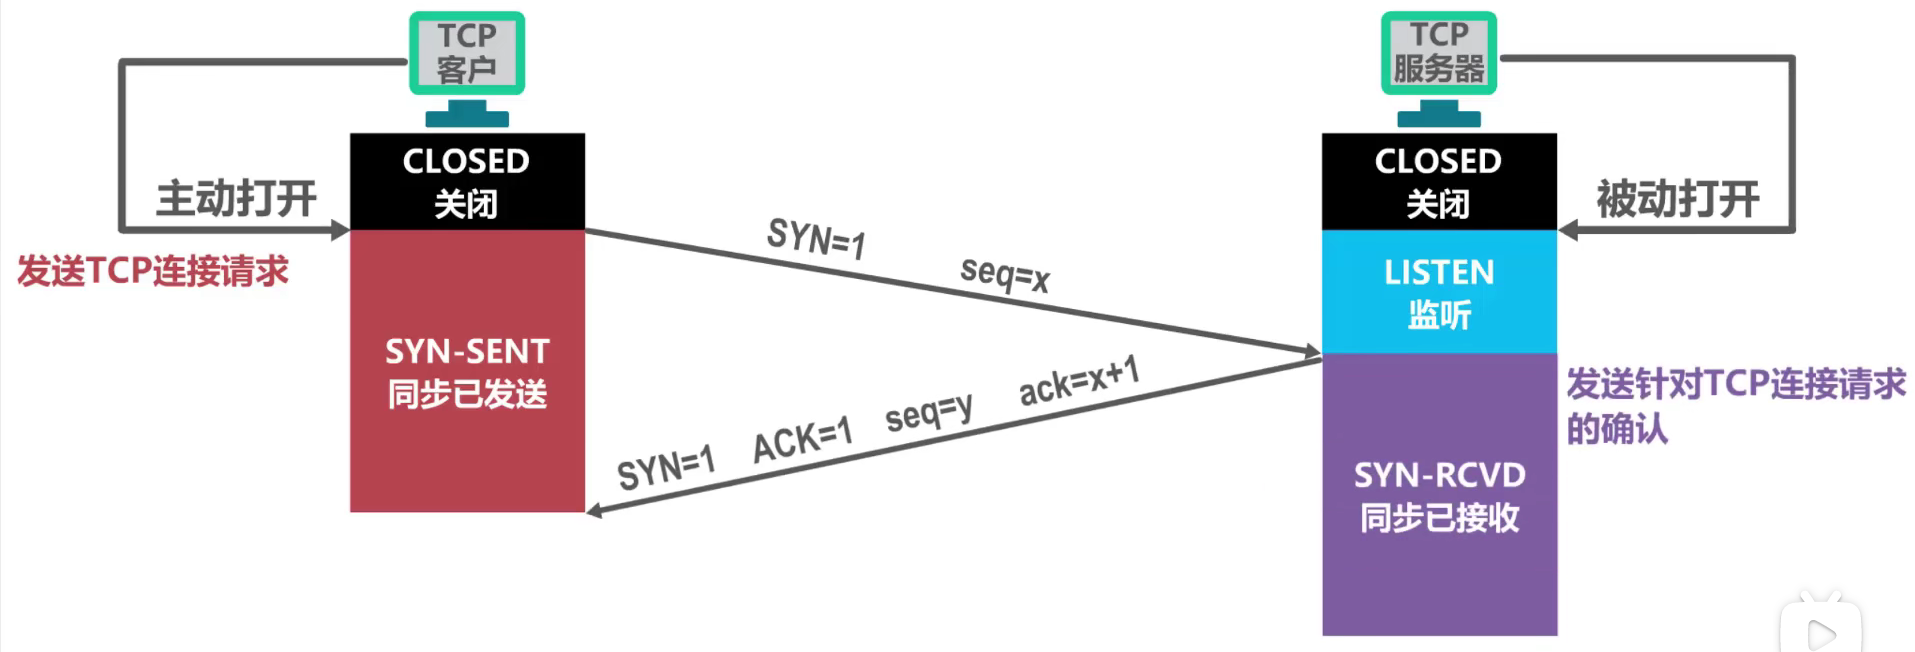 TCP
客户
TCP
服务器
CLOSED
关闭
CLOSED
关闭
主动打开
被动打开
发送TCP连接请求
SYN=1
seq=x
LISTEN
监听
SYN-SENT
同步已发送
SYN=1 ACK=1 seq=y ack=x+1
发送针对TCP连接请求
的确认
SYN-RCVD
同步已接收